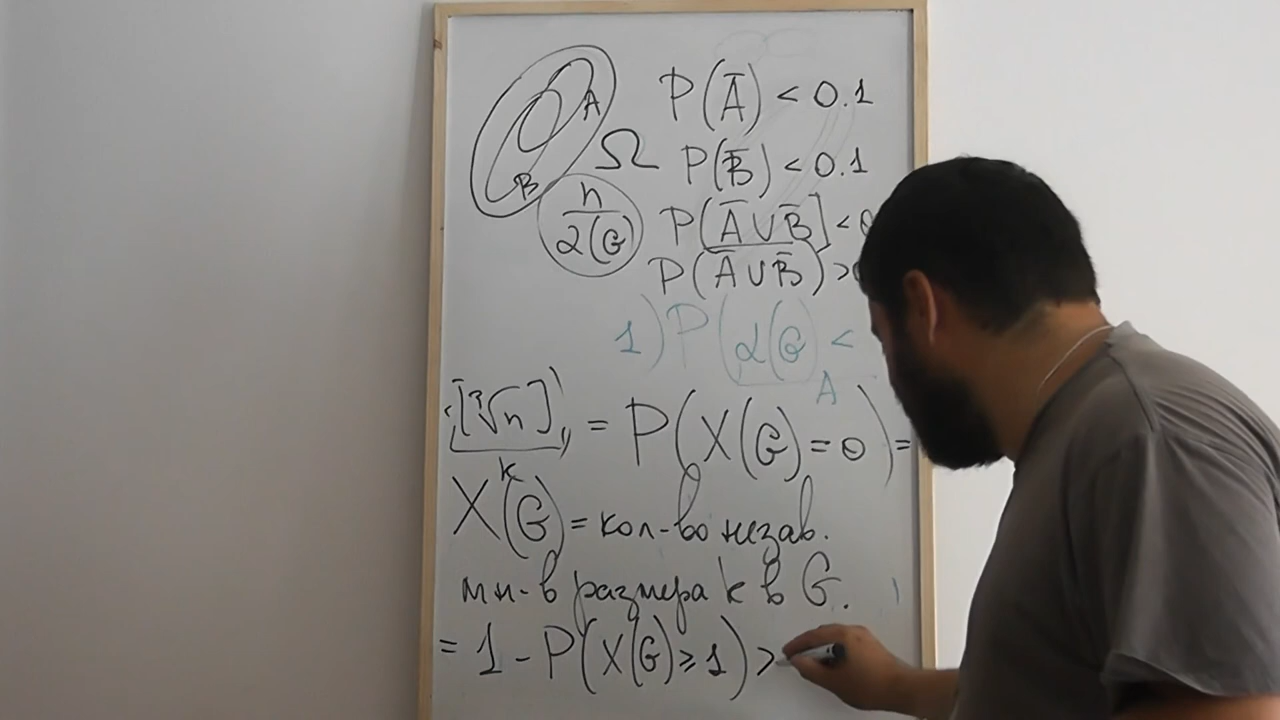 A
B
Ω
P(A̅) < 0.1
P(B̅) < 0.1
n
α(G)
P(A̅ ∪ B̅] <
P(A̅ ∪ B̅) >
1) P(α(G) <
A
[√n] = P(X(G) = 0) =
k
X(G) = кол-во незав.
мн-в размера k в G.
= 1 - P(X(G) ⩾ 1) >